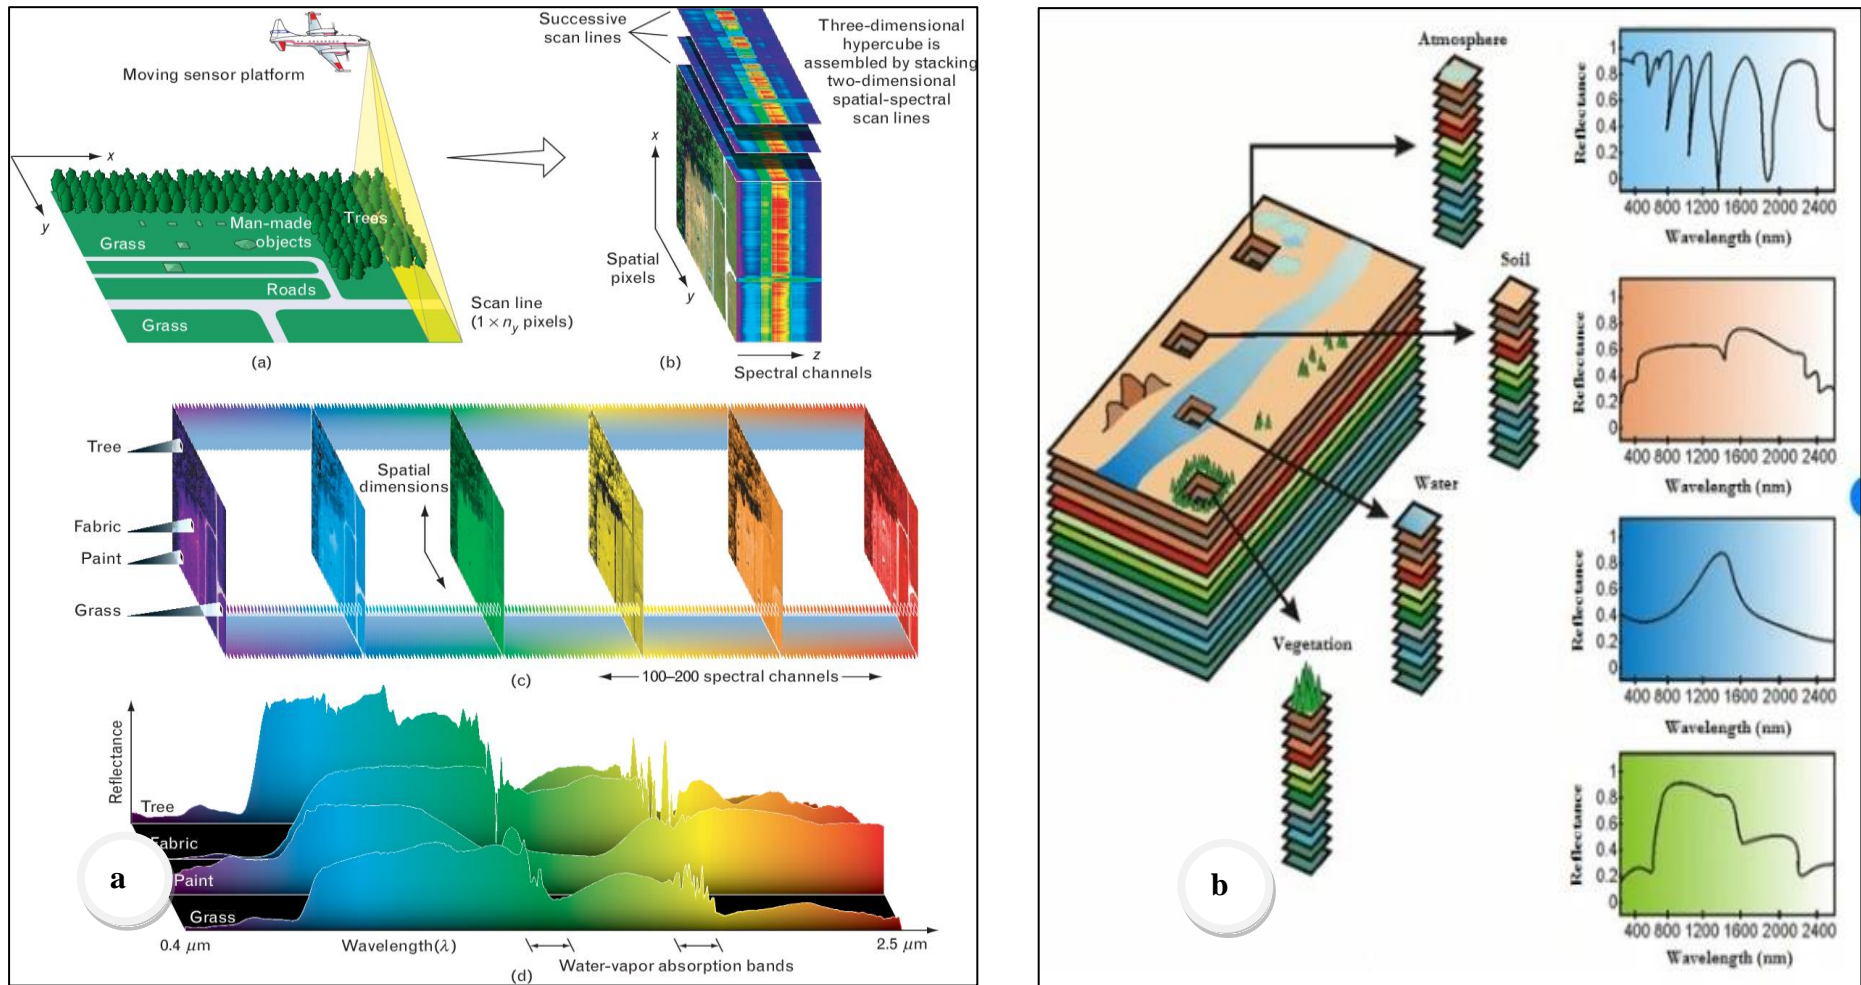 Moving sensor platform
x
y
Trees
Man-made
objects
Grass
Roads
Grass
Scan line
(1 × ny pixels)
(a)
Successive
scan lines
Three-dimensional
hypercube is
assembled by stacking
two-dimensional
spatial-spectral
scan lines
x
Spatial
pixels
y
z
(b)
Spectral channels
Tree
Fabric
Paint
Grass
Spatial
dimensions
(c)
100–200 spectral channels
Reflectance
Tree
Fabric
Paint
Grass
0.4 μm
Wavelength(λ)
2.5 μm
Water-vapor absorption bands
(d)
a
Atmosphere
Soil
Water
Vegetation
b
Reflectance
1
0.8
0.6
0.4
0.2
0
400 800 1200 1600 2000 2400
Wavelength (nm)
Reflectance
1
0.8
0.6
0.4
0.2
0
400 800 1200 1600 2000 2400
Wavelength (nm)
Reflectance
1
0.8
0.6
0.4
0.2
0
400 800 1200 1600 2000 2400
Wavelength (nm)
Reflectance
1
0.8
0.6
0.4
0.2
0
400 800 1200 1600 2000 2400
Wavelength (nm)